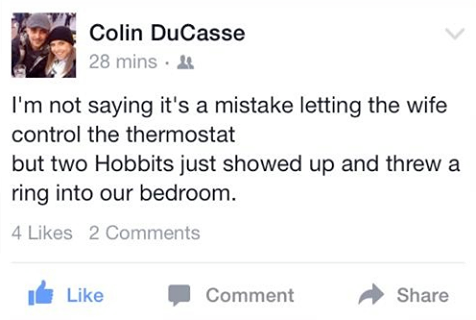 Colin DuCasse
28 mins ·
I'm not saying it's a mistake letting the wife
control the thermostat
but two Hobbits just showed up and threw a
ring into our bedroom.
4 Likes 2 Comments
Like Comment Share